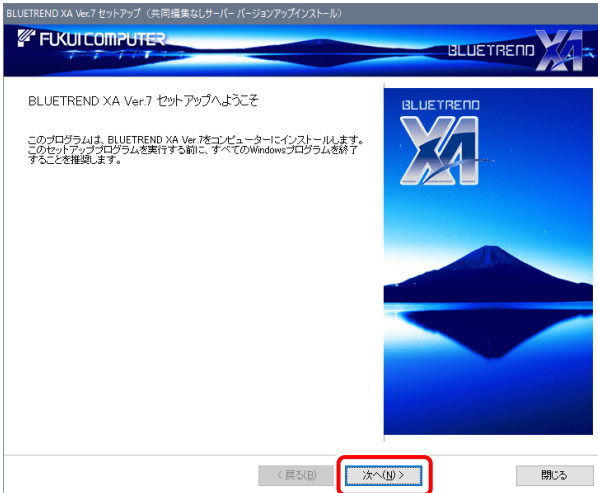 BLUETREND XA Ver.7 セットアップ（共同編集なしサーバー バージョンアップインストール）
FUKUI COMPUTER
BLUETREND XA
BLUETREND XA Ver.7 セットアップへようこそ
このプログラムは、BLUETREND XA Ver.7をコンピューターにインストールします。
このセットアッププログラムを実行する前に、すべてのWindowsプログラムを終了
することを推奨します。
BLUETREND
XA
< 戻る(B)
次へ(N) >
閉じる